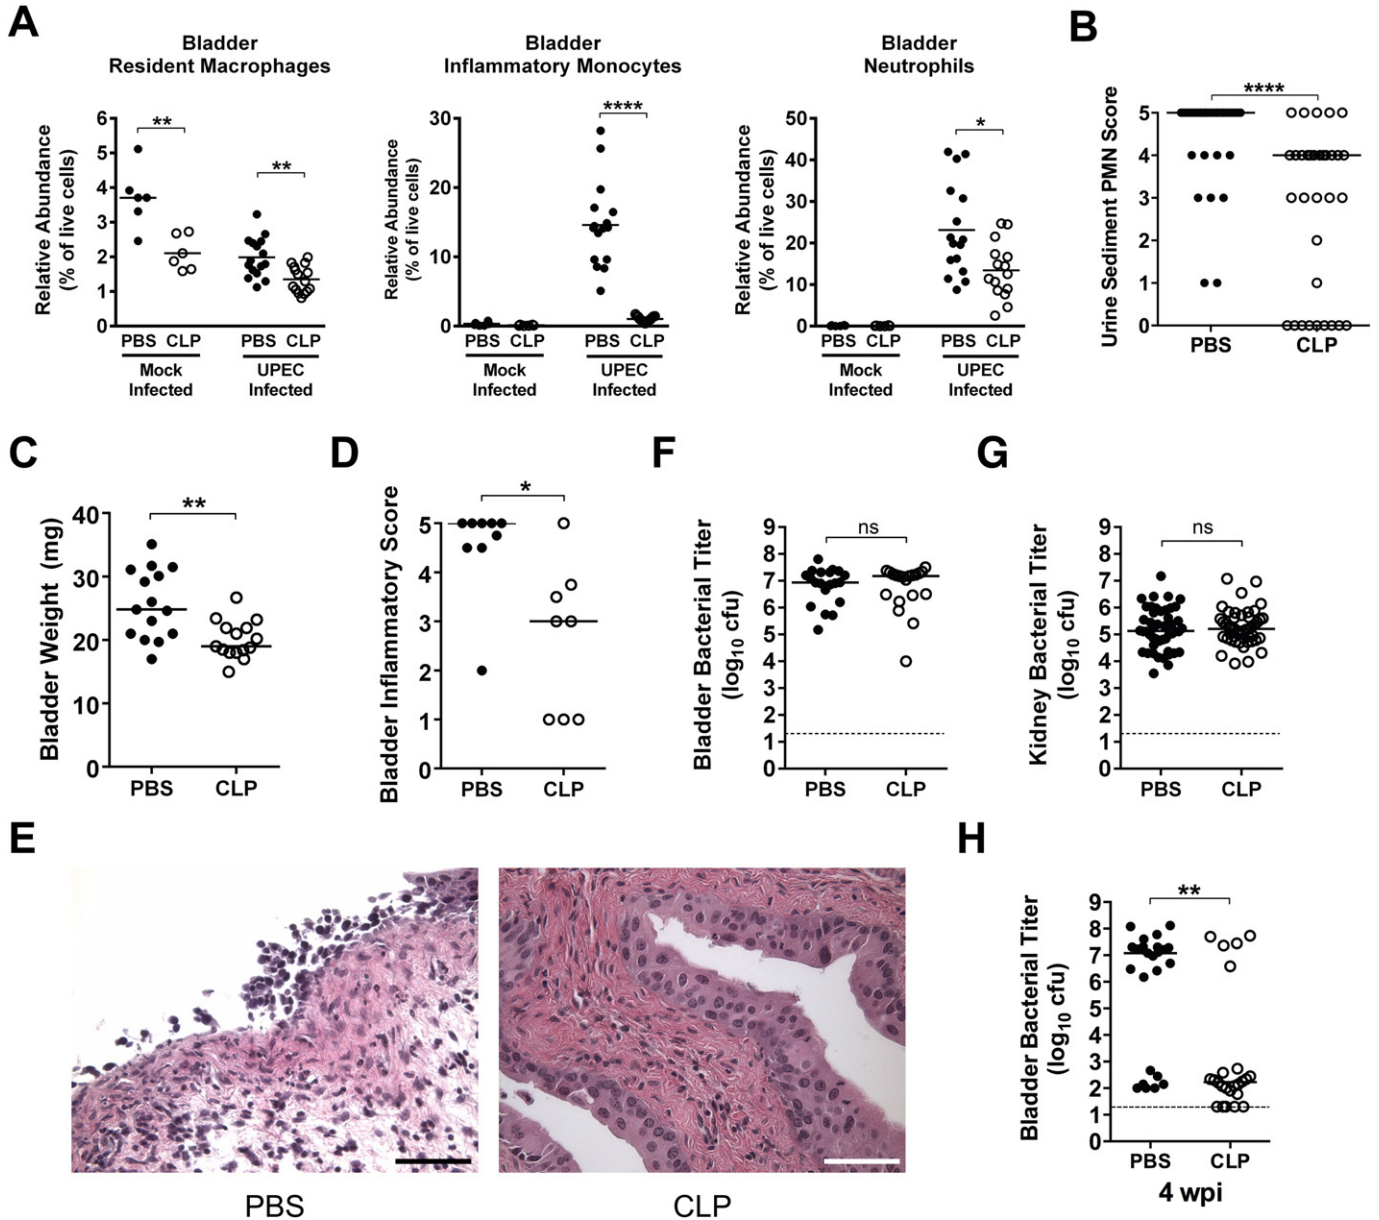 A
Bladder
Resident Macrophages
Relative Abundance
(% of live cells)
6
5
4
3
2
1
0
**
**
PBS CLP PBS CLP
Mock
Infected
UPEC
Infected
Bladder
Inflammatory Monocytes
Relative Abundance
(% of live cells)
30
20
10
0
****
PBS CLP PBS CLP
Mock
Infected
UPEC
Infected
Bladder
Neutrophils
Relative Abundance
(% of live cells)
50
40
30
20
10
0
*
PBS CLP PBS CLP
Mock
Infected
UPEC
Infected
B
Urine Sediment PMN Score
5
4
3
2
1
0
****
PBS CLP
C
Bladder Weight (mg)
40
30
20
10
0
**
PBS CLP
D
Bladder Inflammatory Score
5
4
3
2
1
0
*
PBS CLP
F
Bladder Bacterial Titer
(log10 cfu)
9
8
7
6
5
4
3
2
1
0
ns
PBS CLP
G
Kidney Bacterial Titer
(log10 cfu)
9
8
7
6
5
4
3
2
1
0
ns
PBS CLP
E
PBS CLP
H
Bladder Bacterial Titer
(log10 cfu)
9
8
7
6
5
4
3
2
1
0
**
PBS CLP
4 wpi